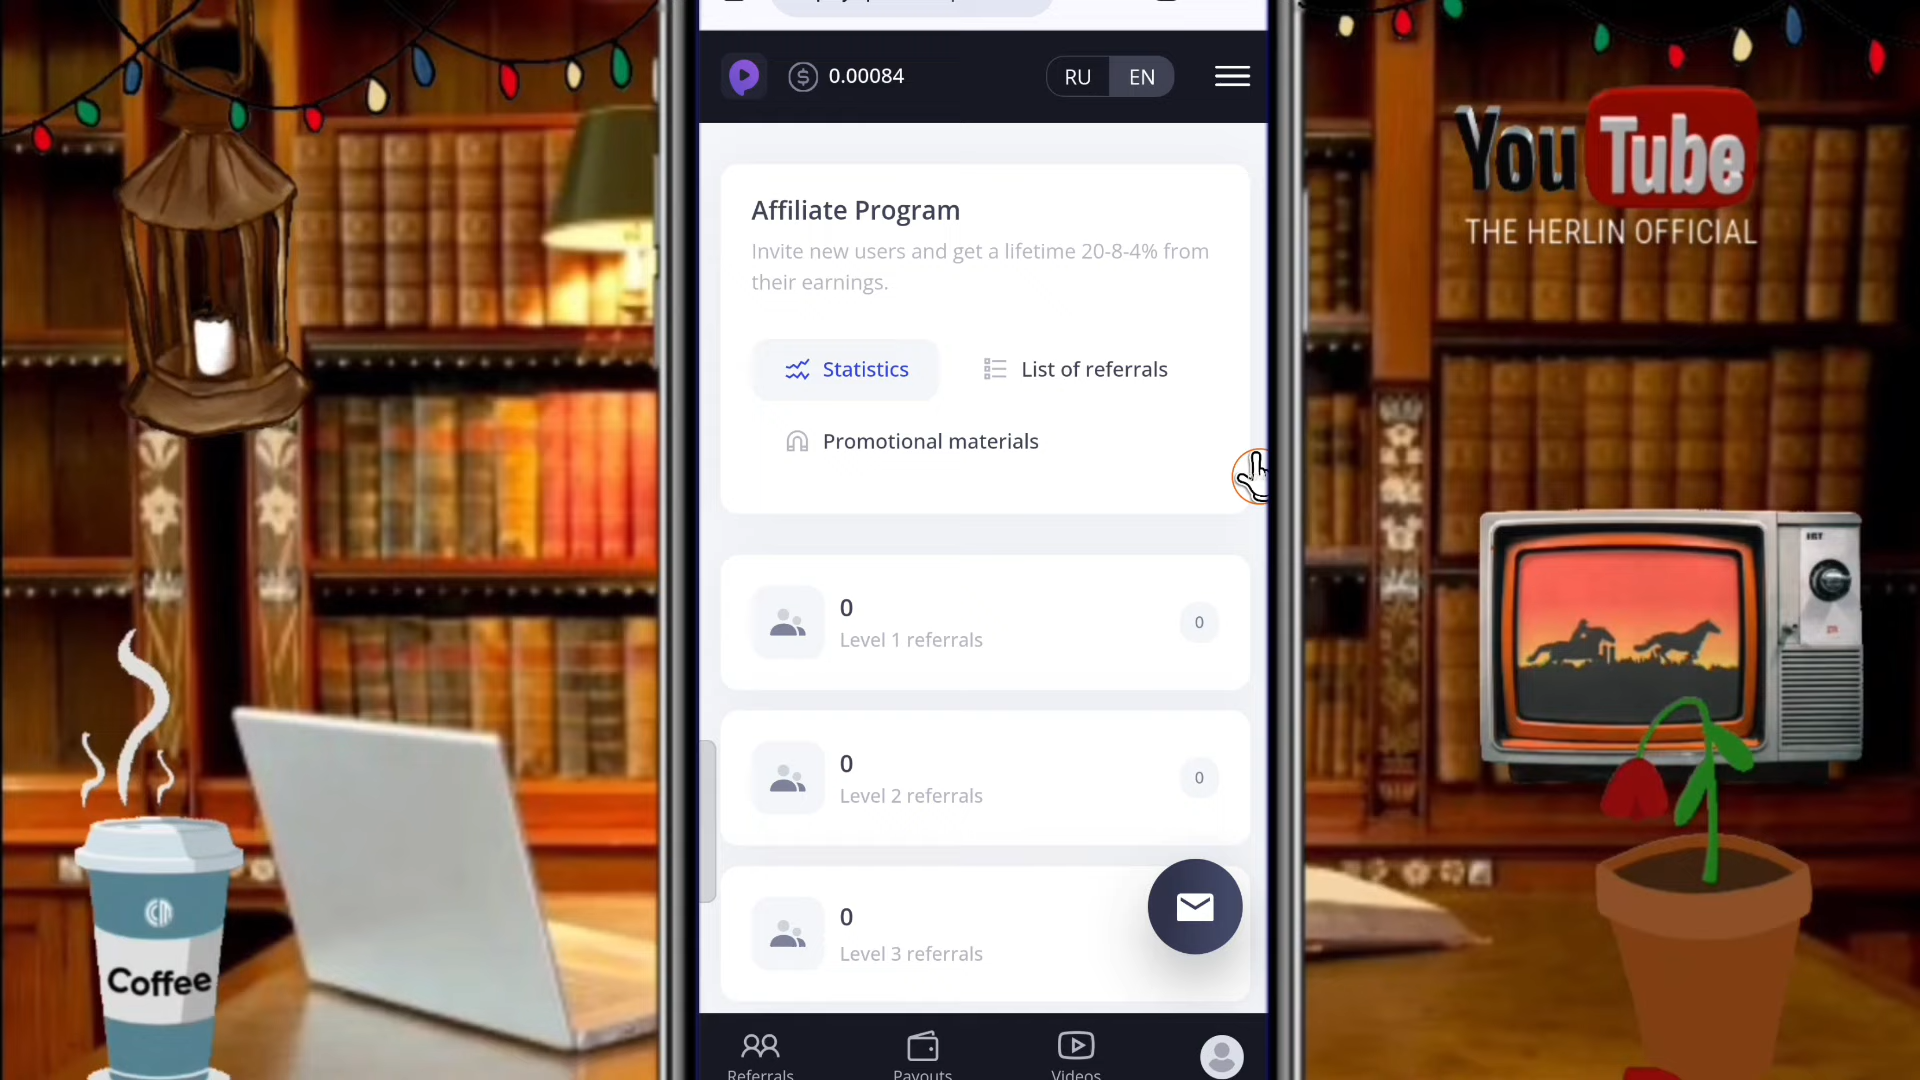 0.00084
RU
EN
Affiliate Program
Invite new users and get a lifetime 20-8-4% from
their earnings.
Statistics
List of referrals
Promotional materials
0
Level 1 referrals
0
0
Level 2 referrals
0
0
Level 3 referrals
Referrals
Payouts
Videos
YouTube
THE HERLIN OFFICIAL
Coffee